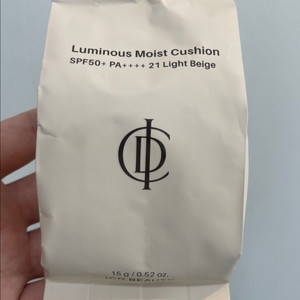 Luminous Moist Cushion
SPF50+ PA++++ 21 Light Beige
15 g / 0.52 oz.